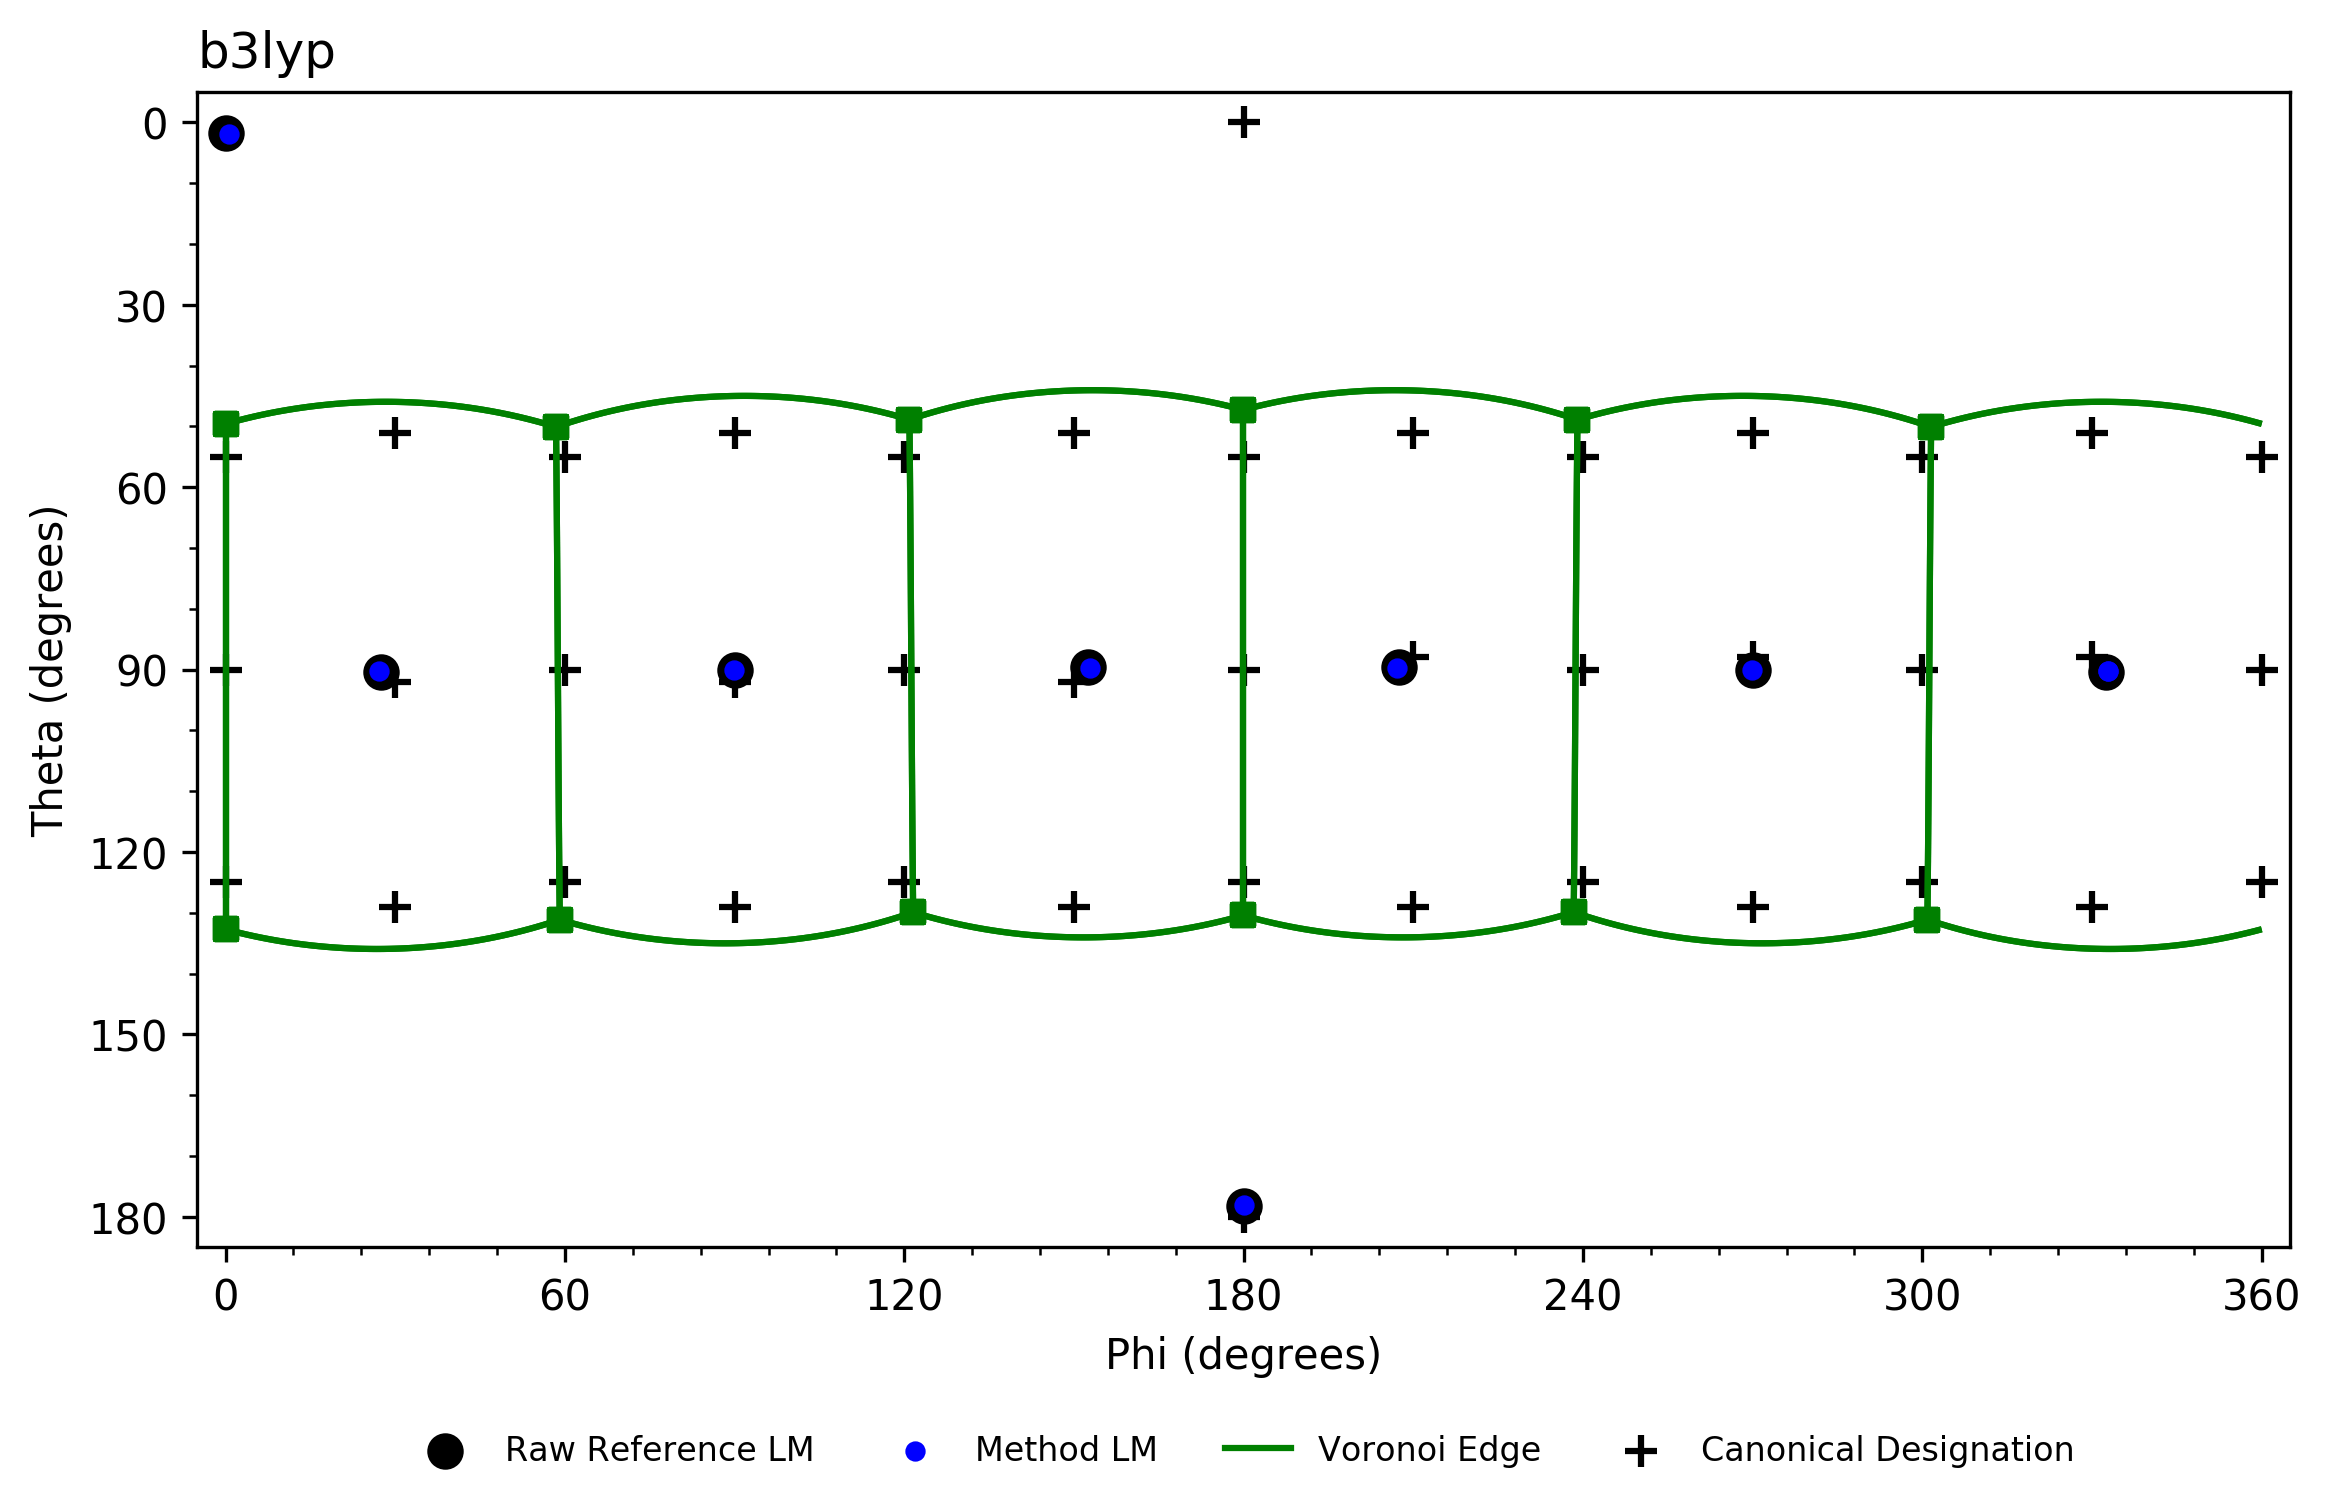 b3lyp
0
30
60
90
120
150
180
Theta (degrees)
0 60 120 180 240 300 360
Phi (degrees)
Raw Reference LM Method LM Voronoi Edge Canonical Designation